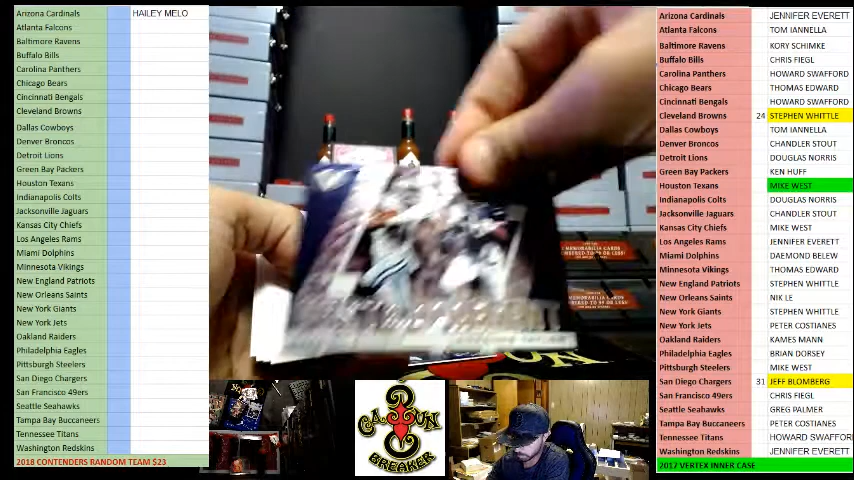 Arizona Cardinals HAILEY MELO
Atlanta Falcons
Baltimore Ravens
Buffalo Bills
Carolina Panthers
Chicago Bears
Cincinnati Bengals
Cleveland Browns
Dallas Cowboys
Denver Broncos
Detroit Lions
Green Bay Packers
Houston Texans
Indianapolis Colts
Jacksonville Jaguars
Kansas City Chiefs
Los Angeles Rams
Miami Dolphins
Minnesota Vikings
New England Patriots
New Orleans Saints
New York Giants
New York Jets
Oakland Raiders
Philadelphia Eagles
Pittsburgh Steelers
San Diego Chargers
San Francisco 49ers
Seattle Seahawks
Tampa Bay Buccaneers
Tennessee Titans
Washington Redskins
2018 CONTENDERS RANDOM TEAM $23
CAJUN
BREAKER
Arizona Cardinals JENNIFER EVERETT
Atlanta Falcons TOM IANNELLA
Baltimore Ravens KORY SCHIMKE
Buffalo Bills CHRIS FIEGL
Carolina Panthers HOWARD SWAFFORD
Chicago Bears THOMAS EDWARD
Cincinnati Bengals HOWARD SWAFFORD
Cleveland Browns 24 STEPHEN WHITTLE
Dallas Cowboys TOM IANNELLA
Denver Broncos CHANDLER STOUT
Detroit Lions DOUGLAS NORRIS
Green Bay Packers KEN HUFF
Houston Texans MIKE WEST
Indianapolis Colts DOUGLAS NORRIS
Jacksonville Jaguars CHANDLER STOUT
Kansas City Chiefs MIKE WEST
Los Angeles Rams JENNIFER EVERETT
Miami Dolphins DAEMOND BELEW
Minnesota Vikings THOMAS EDWARD
New England Patriots STEPHEN WHITTLE
New Orleans Saints NIK LE
New York Giants STEPHEN WHITTLE
New York Jets PETER COSTIANES
Oakland Raiders KAMES MANN
Philadelphia Eagles BRIAN DORSEY
Pittsburgh Steelers MIKE WEST
San Diego Chargers 31 JEFF BLOMBERG
San Francisco 49ers CHRIS FIEGL
Seattle Seahawks GREG PALMER
Tampa Bay Buccaneers PETER COSTIANES
Tennessee Titans HOWARD SWAFFORD
Washington Redskins JENNIFER EVERETT
2017 VERTEX INNER CASE